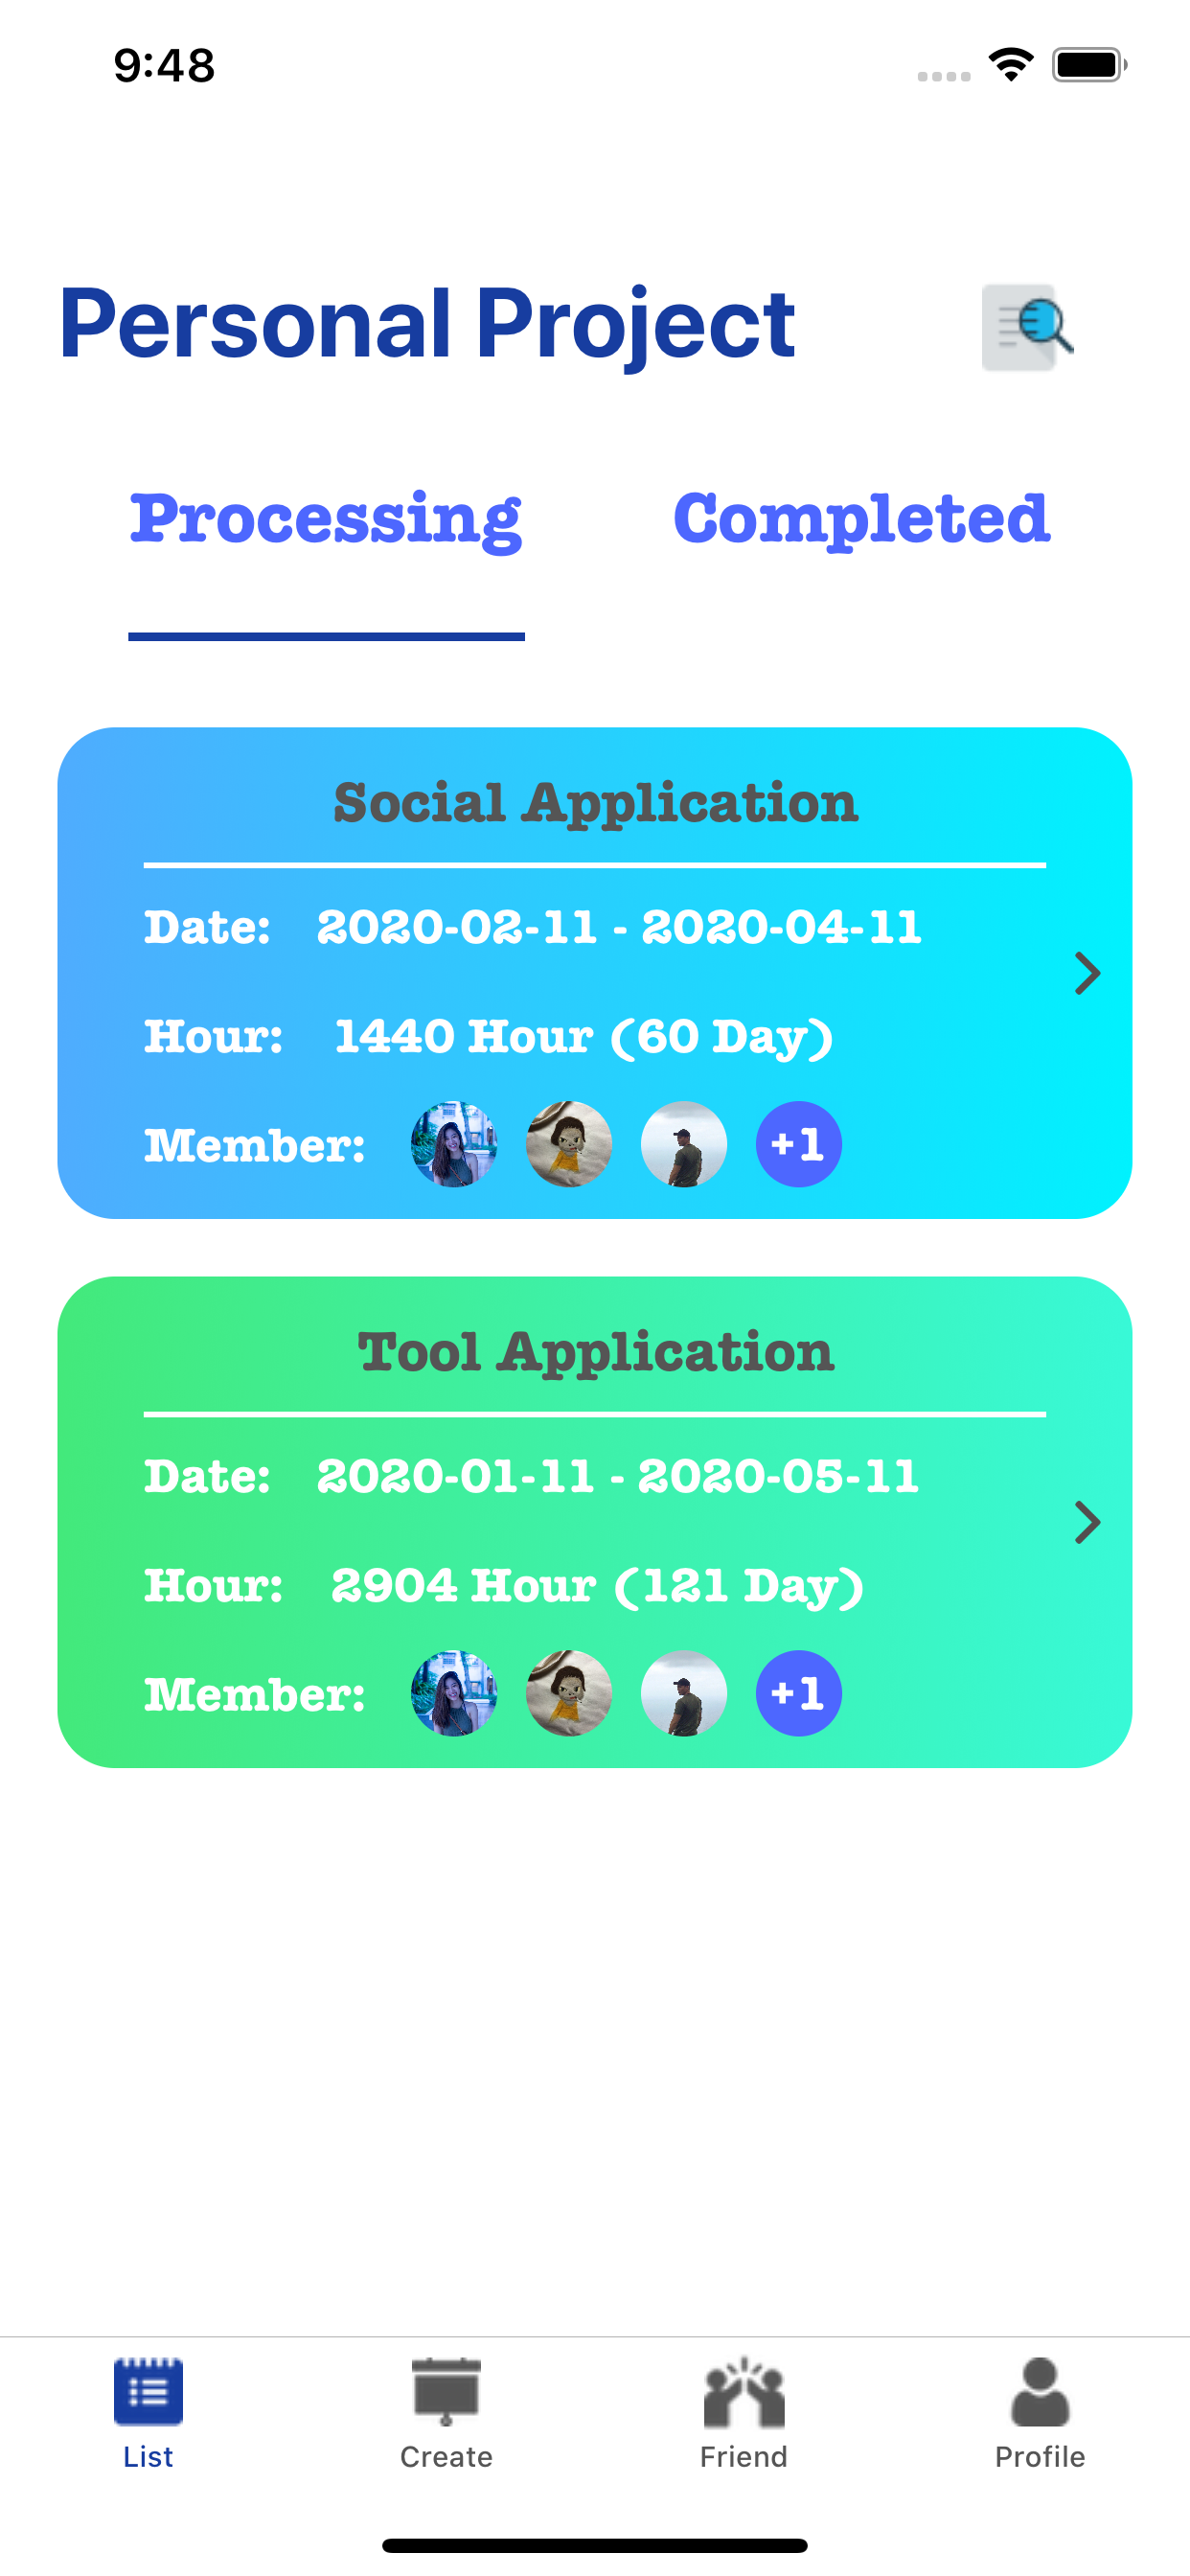 9:48
Personal Project
Processing Completed
Social Application
Date: 2020-02-11 - 2020-04-11
Hour: 1440 Hour (60 Day)
Member: +1
Tool Application
Date: 2020-01-11 - 2020-05-11
Hour: 2904 Hour (121 Day)
Member: +1
List Create Friend Profile